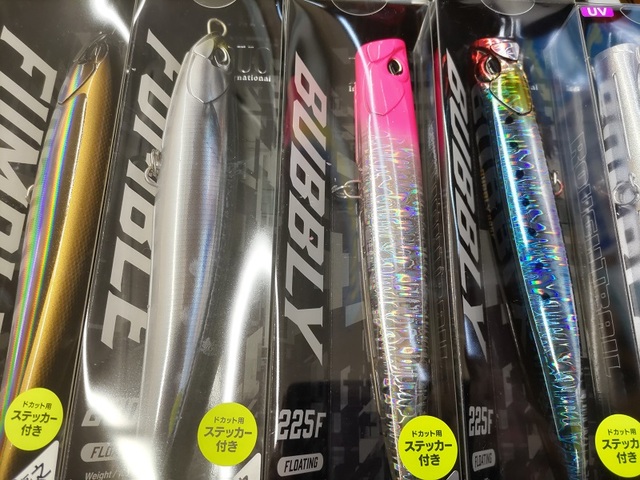 FUMBLE
ドカット用
ステッカー
付き
FUMBLE
national
FLOATING
Weight /
ドカット用
ステッカー
付き
BUBBLY
225F
FLOATING
ドカット用
ステッカー
付き
BUBBLY
225F
FLOATING
ドカット用
ステッカー
付き
UV